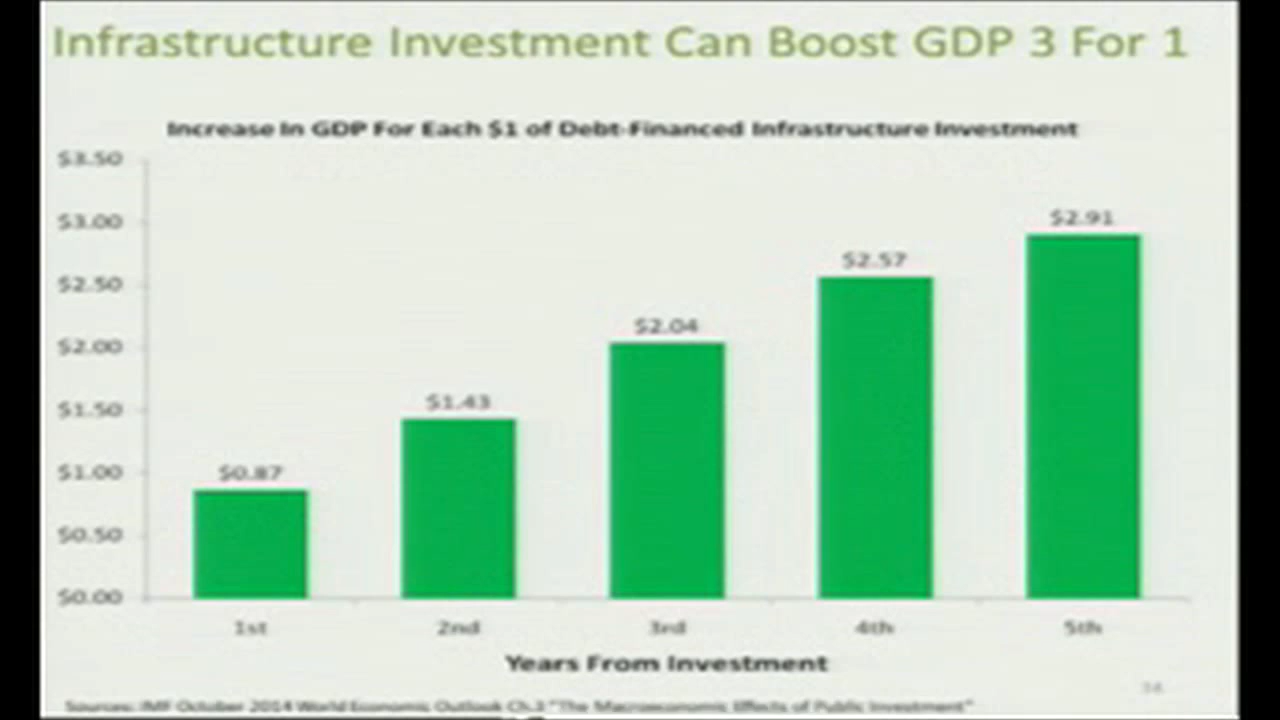 Infrastructure Investment Can Boost GDP 3 For 1
Increase In GDP For Each $1 of Debt-Financed Infrastructure Investment
$3.50
$3.00
$2.50
$2.00
$1.50
$1.00
$0.50
$0.00
$0.87
$1.43
$2.04
$2.57
$2.91
1st
2nd
3rd
4th
5th
Years From Investment
Sources: IMF October 2014 World Economic Outlook Ch.3 "The Macroeconomic Effects of Public Investment"